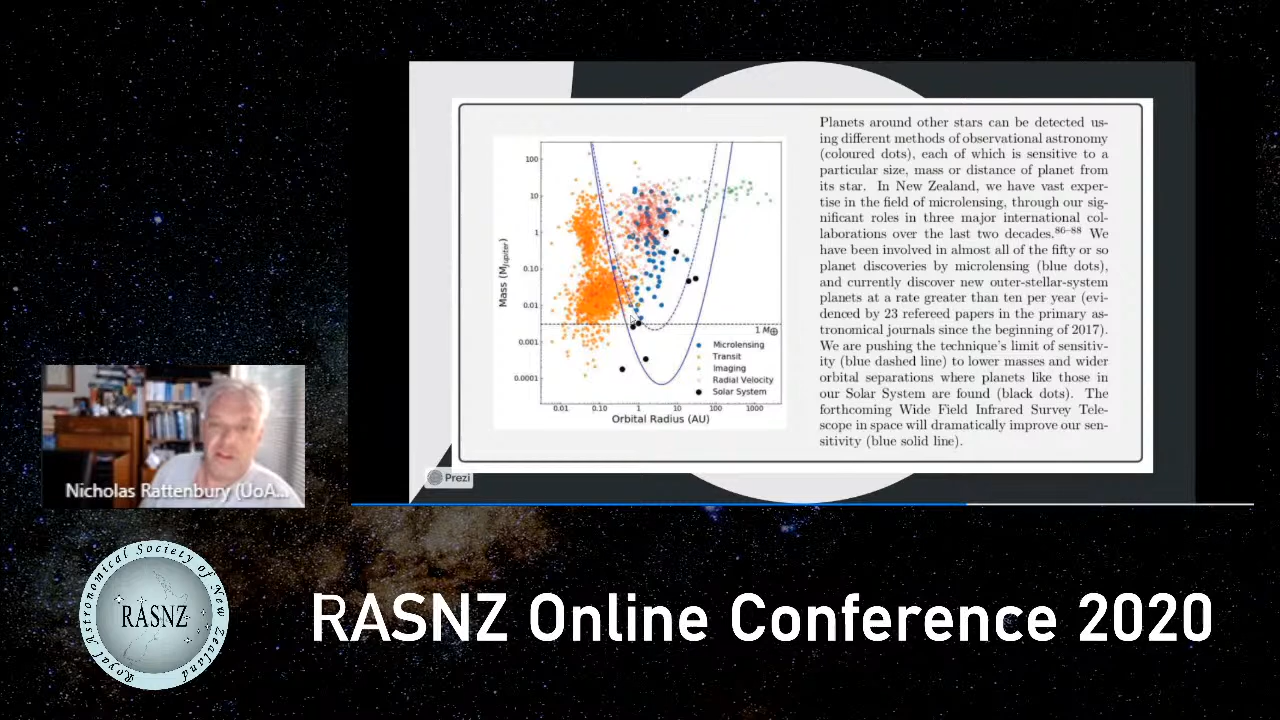 Planets around other stars can be detected us-
ing different methods of observational astronomy
(coloured dots), each of which is sensitive to a
particular size, mass or distance of planet from
its star. In New Zealand, we have vast exper-
tise in the field of microlensing, through our sig-
nificant roles in three major international col-
laborations over the last two decades.86–88 We
have been involved in almost all of the fifty or so
planet discoveries by microlensing (blue dots),
and currently discover new outer-stellar-system
planets at a rate greater than ten per year (evi-
denced by 23 refereed papers in the primary as-
tronomical journals since the beginning of 2017).
We are pushing the technique's limit of sensitiv-
ity (blue dashed line) to lower masses and wider
orbital separations where planets like those in
our Solar System are found (black dots). The
forthcoming Wide Field Infrared Survey Tele-
scope in space will dramatically improve our sen-
sitivity (blue solid line).
Mass (MJupiter)
100
10
1
0.10
0.01
0.001
0.0001
1 M⊕
Microlensing
Transit
Imaging
Radial Velocity
Solar System
0.01 0.10 1 10 100 1000
Orbital Radius (AU)
Prezi
Nicholas Rattenbury (UoA...
Royal Astronomical Society of New Zealand
RASNZ
RASNZ Online Conference 2020